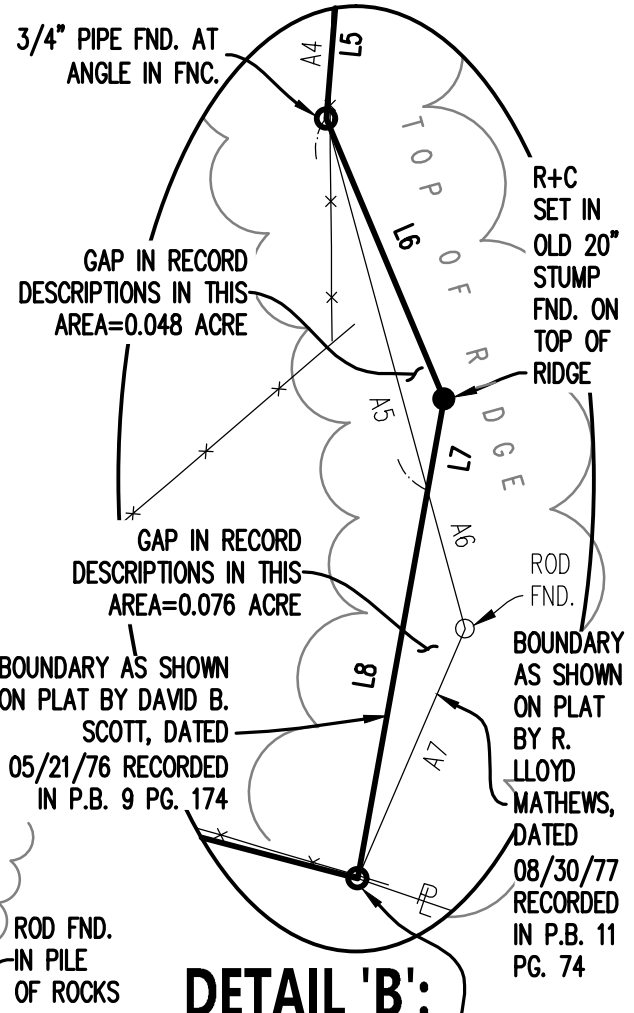 3/4" PIPE FND. AT
ANGLE IN FNC.
A4
L5
TOP OF RIDGE
L6
R+C
SET IN
OLD 20"
STUMP
FND. ON
TOP OF
RIDGE
GAP IN RECORD
DESCRIPTIONS IN THIS
AREA=0.048 ACRE
A5
L7
A6
GAP IN RECORD
DESCRIPTIONS IN THIS
AREA=0.076 ACRE
ROD
FND.
BOUNDARY AS SHOWN
ON PLAT BY DAVID B.
SCOTT, DATED
05/21/76 RECORDED
IN P.B. 9 PG. 174
L8
A7
BOUNDARY
AS SHOWN
ON PLAT
BY R.
LLOYD
MATHEWS,
DATED
08/30/77
RECORDED
IN P.B. 11
PG. 74
PL
ROD FND.
IN PILE
OF ROCKS
DETAIL 'B':